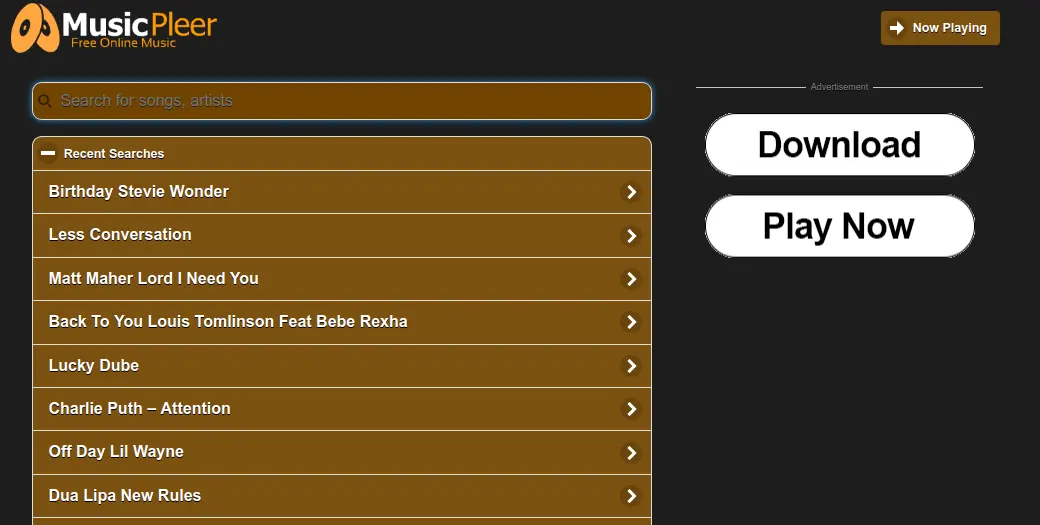 MusicPleer
Free Online Music
Now Playing
Search for songs, artists
Recent Searches
Birthday Stevie Wonder
Less Conversation
Matt Maher Lord I Need You
Back To You Louis Tomlinson Feat Bebe Rexha
Lucky Dube
Charlie Puth – Attention
Off Day Lil Wayne
Dua Lipa New Rules
Advertisement
Download
Play Now